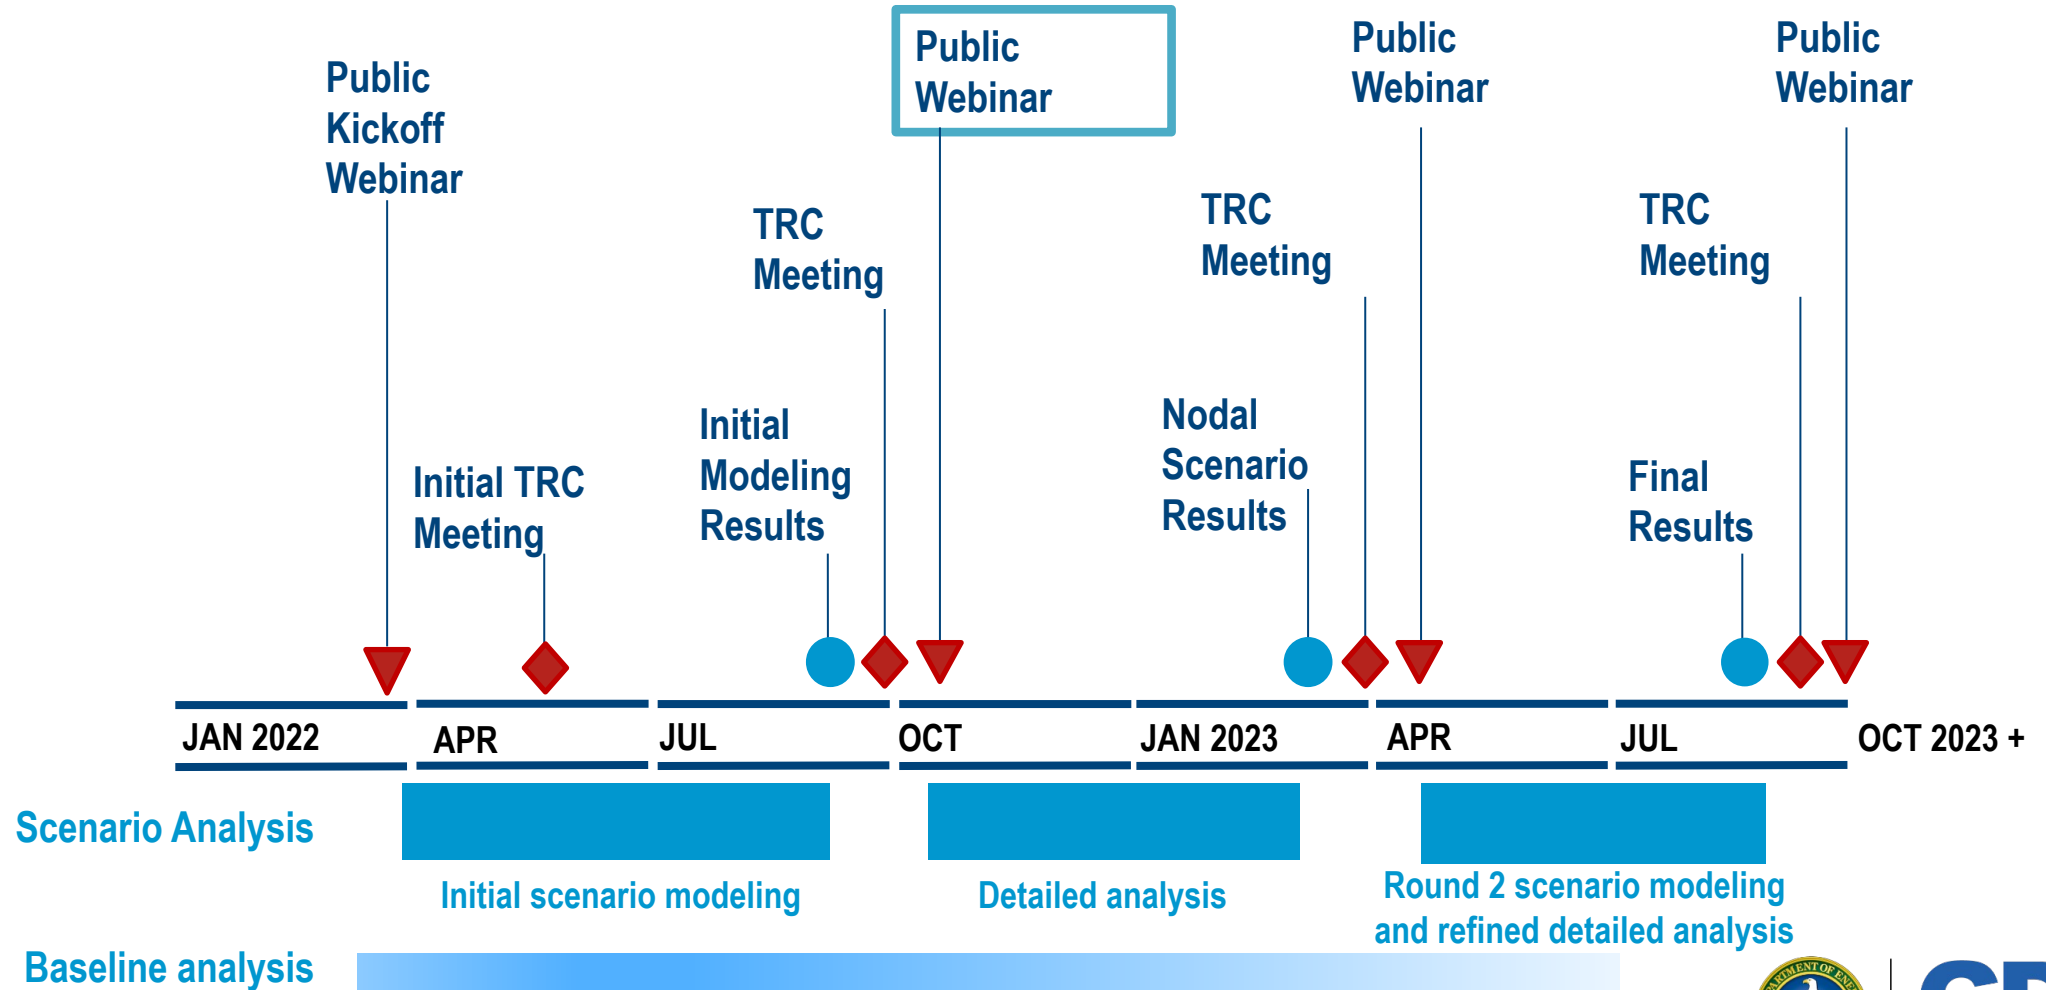 Public
Kickoff
Webinar
Public
Webinar
Public
Webinar
Public
Webinar
TRC
Meeting
TRC
Meeting
TRC
Meeting
Initial TRC
Meeting
Initial
Modeling
Results
Nodal
Scenario
Results
Final
Results
JAN 2022
APR
JUL
OCT
JAN 2023
APR
JUL
OCT 2023 +
Scenario Analysis
Initial scenario modeling
Detailed analysis
Round 2 scenario modeling
and refined detailed analysis
Baseline analysis